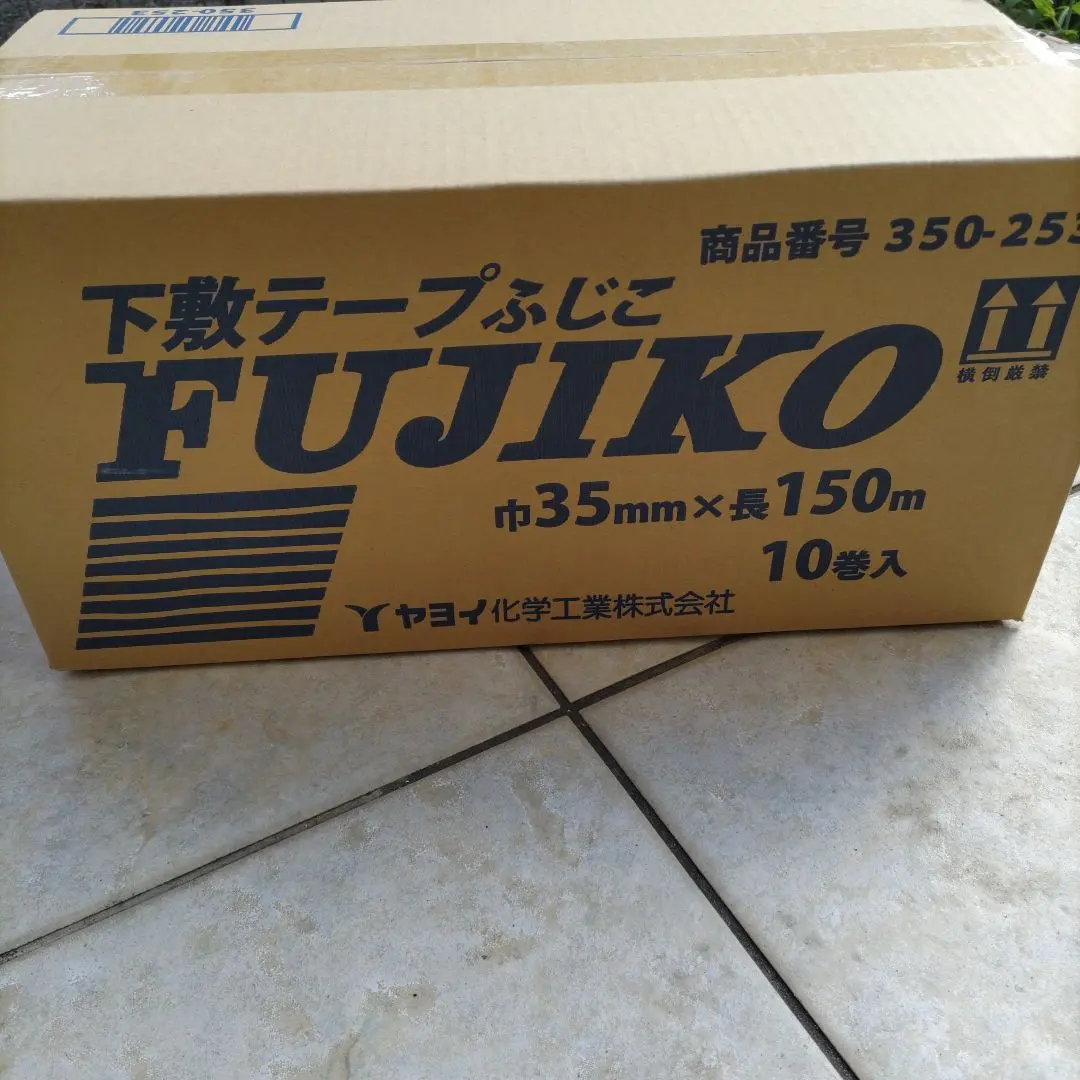 350-253
商品番号 350-253
下敷テープふじこ
FUJIKO
横倒厳禁
巾35mm×長150m
10巻入
ヤヨイ化学工業株式会社